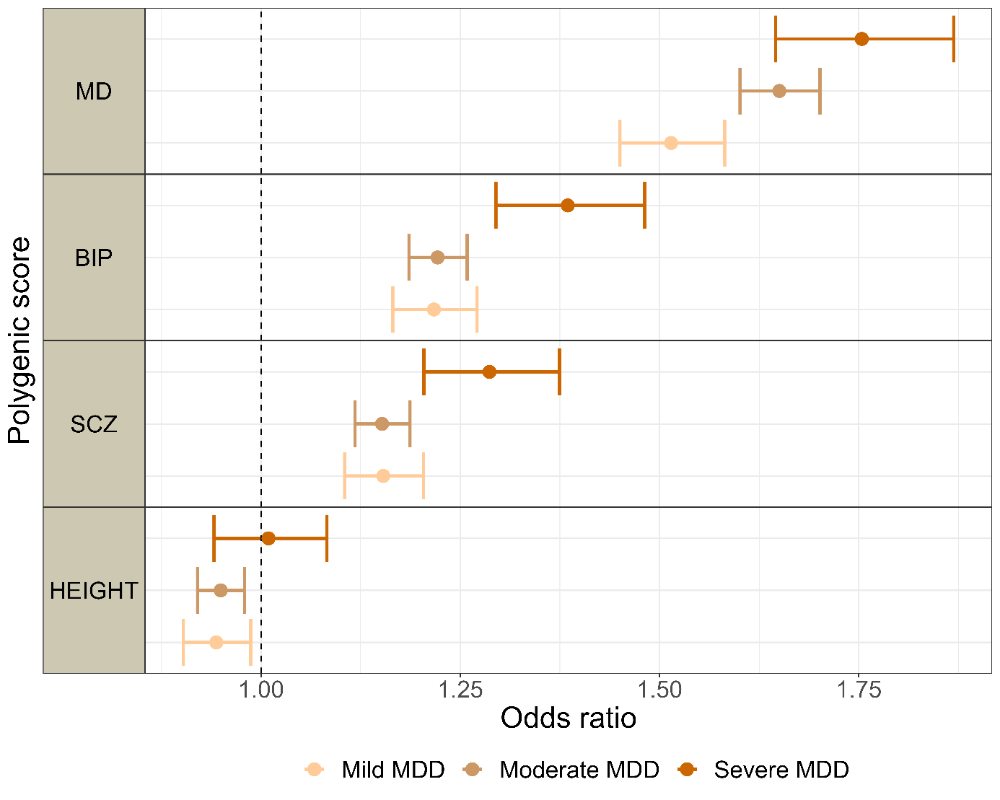 Polygenic score
MD
BIP
SCZ
HEIGHT
1.00 1.25 1.50 1.75
Odds ratio
Mild MDD Moderate MDD Severe MDD